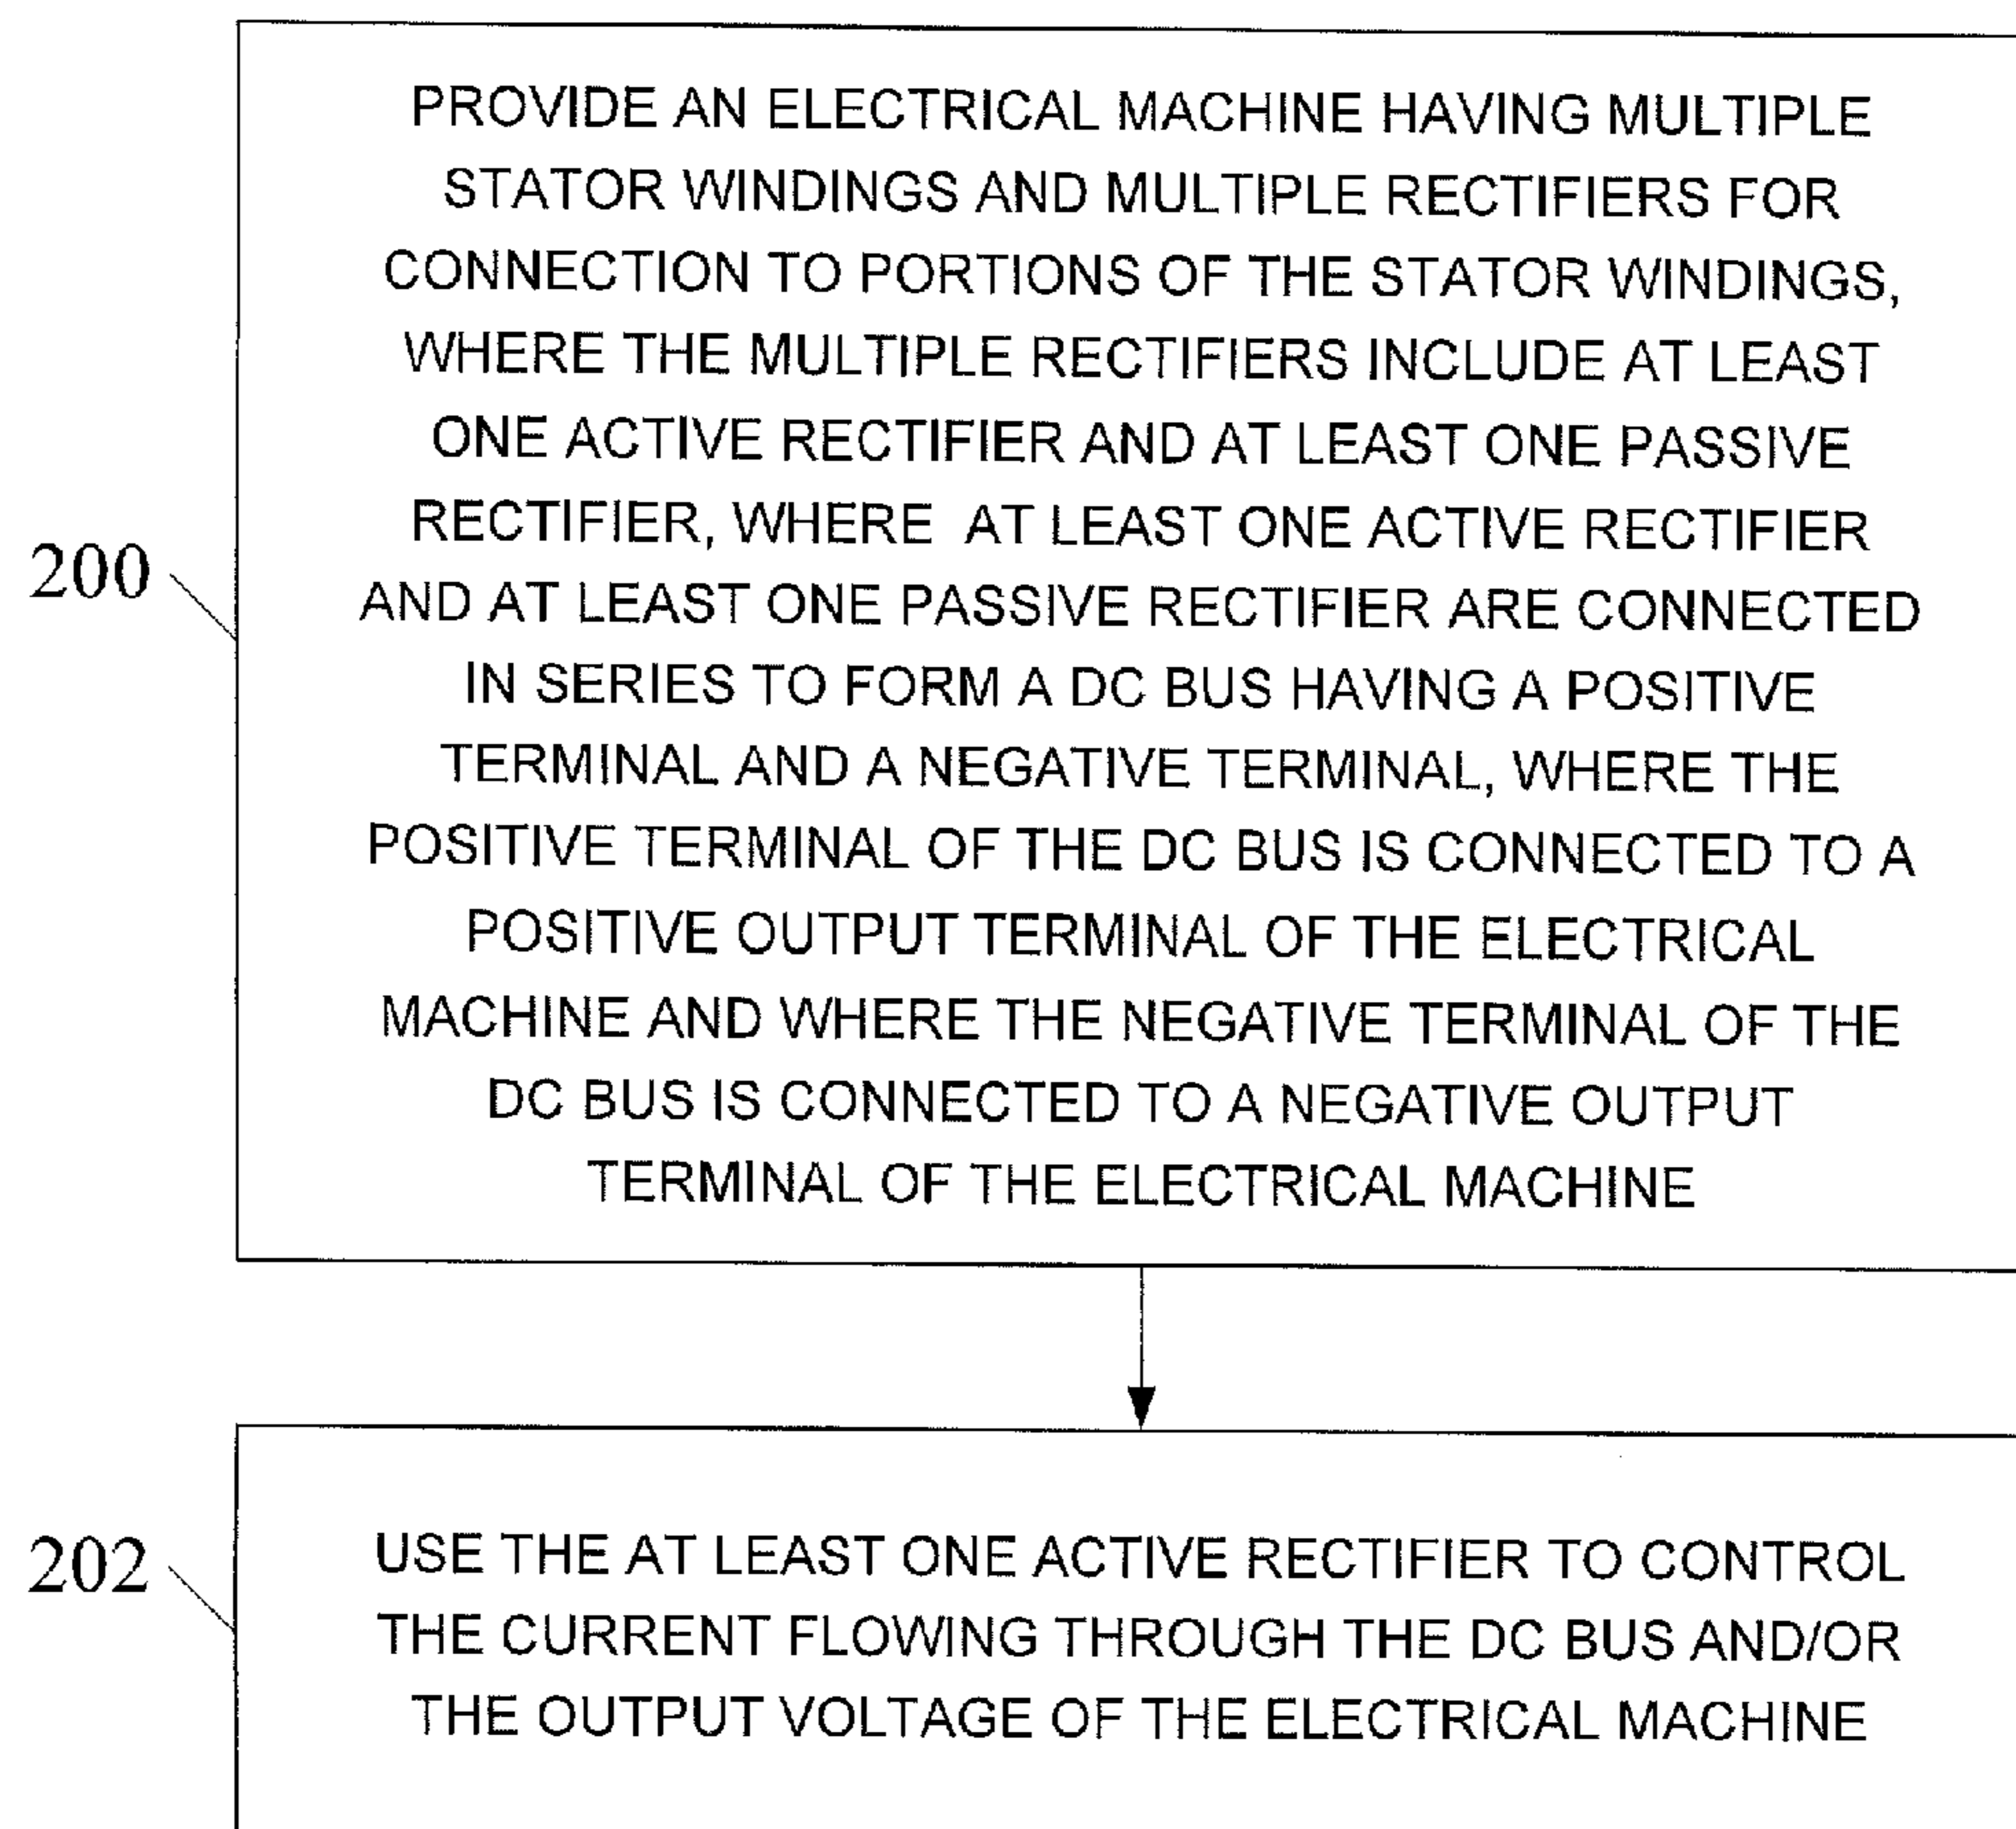 PROVIDE AN ELECTRICAL MACHINE HAVING MULTIPLE
STATOR WINDINGS AND MULTIPLE RECTIFIERS FOR
CONNECTION TO PORTIONS OF THE STATOR WINDINGS,
WHERE THE MULTIPLE RECTIFIERS INCLUDE AT LEAST
ONE ACTIVE RECTIFIER AND AT LEAST ONE PASSIVE
RECTIFIER, WHERE AT LEAST ONE ACTIVE RECTIFIER
200
AND AT LEAST ONE PASSIVE RECTIFIER ARE CONNECTED
IN SERIES TO FORM A DC BUS HAVING A POSITIVE
TERMINAL AND A NEGATIVE TERMINAL, WHERE THE
POSITIVE TERMINAL OF THE DC BUS IS CONNECTED TO A
POSITIVE OUTPUT TERMINAL OF THE ELECTRICAL
MACHINE AND WHERE THE NEGATIVE TERMINAL OF THE
DC BUS IS CONNECTED TO A NEGATIVE OUTPUT
TERMINAL OF THE ELECTRICAL MACHINE
202
USE THE AT LEAST ONE ACTIVE RECTIFIER TO CONTROL
THE CURRENT FLOWING THROUGH THE DC BUS AND/OR
THE OUTPUT VOLTAGE OF THE ELECTRICAL MACHINE